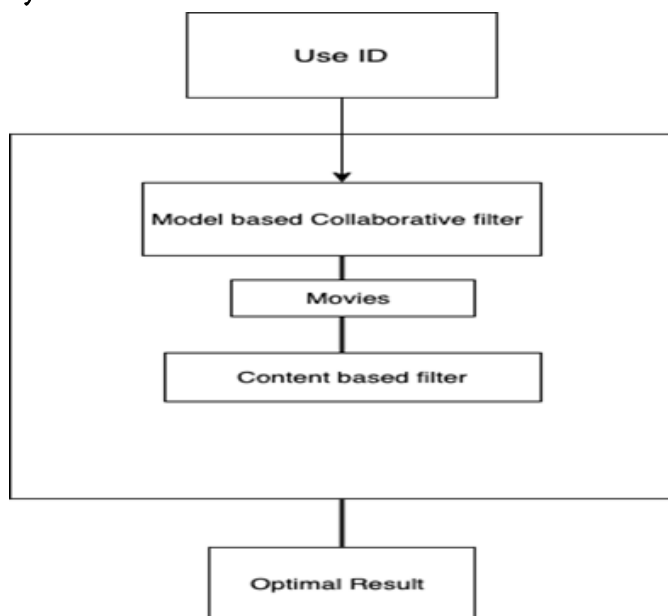 Use ID
Model based Collaborative filter
Movies
Content based filter
Optimal Result